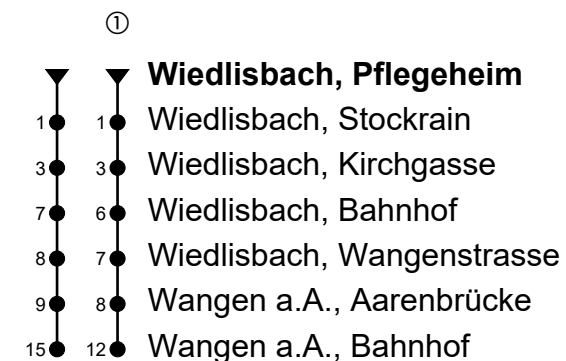 ①
Wiedlisbach, Pflegeheim
1 1 Wiedlisbach, Stockrain
3 3 Wiedlisbach, Kirchgasse
7 6 Wiedlisbach, Bahnhof
8 7 Wiedlisbach, Wangenstrasse
9 8 Wangen a.A., Aarenbrücke
15 12 Wangen a.A., Bahnhof